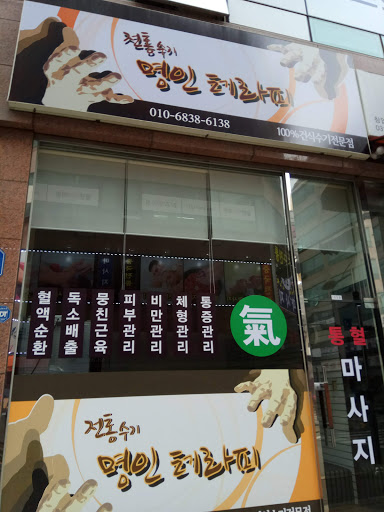 전통수기
명인 테라피
010-6838-6138
100%건식수기전문점
혈액순환
독소배출
뭉친근육
피부관리
비만관리
체형관리
통증관리
氣
통혈
마사지
전통수기
명인 테라피